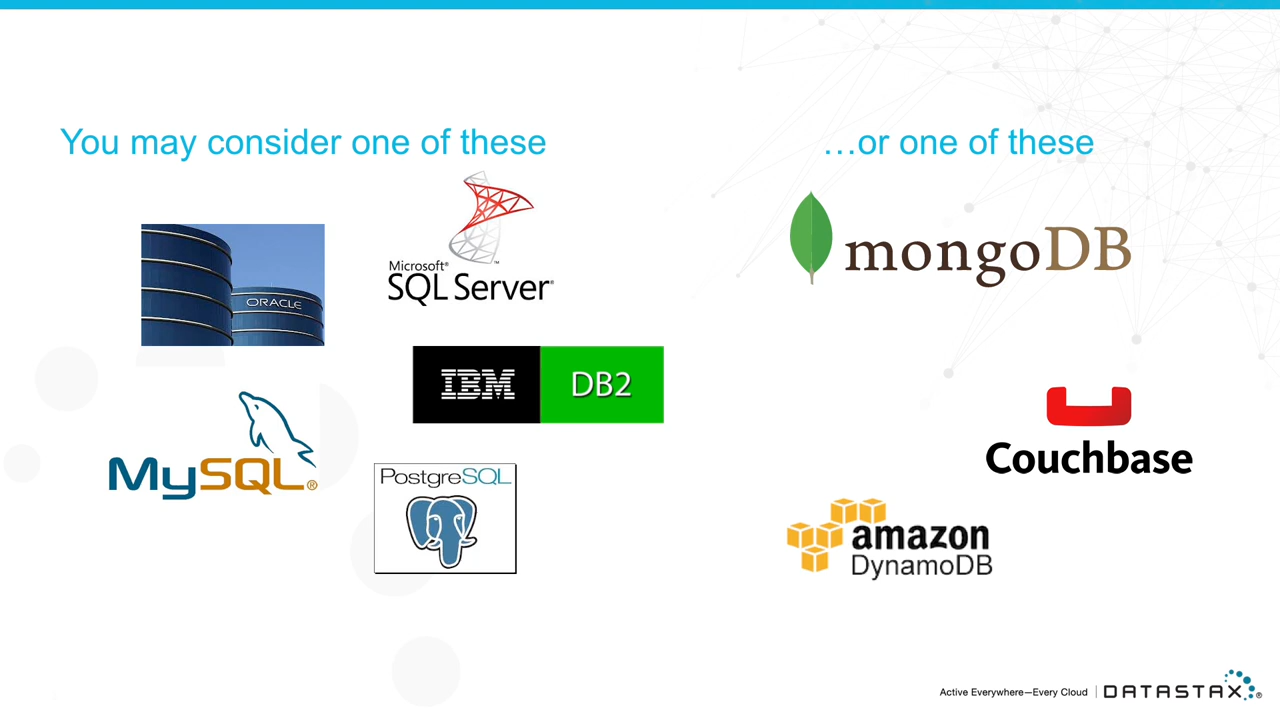 You may consider one of these
…or one of these
ORACLE
Microsoft®
SQL Server®
mongoDB
IBM DB2
MySQL®
PostgreSQL
Couchbase
amazon
DynamoDB
Active Everywhere—Every Cloud | DATASTAX®